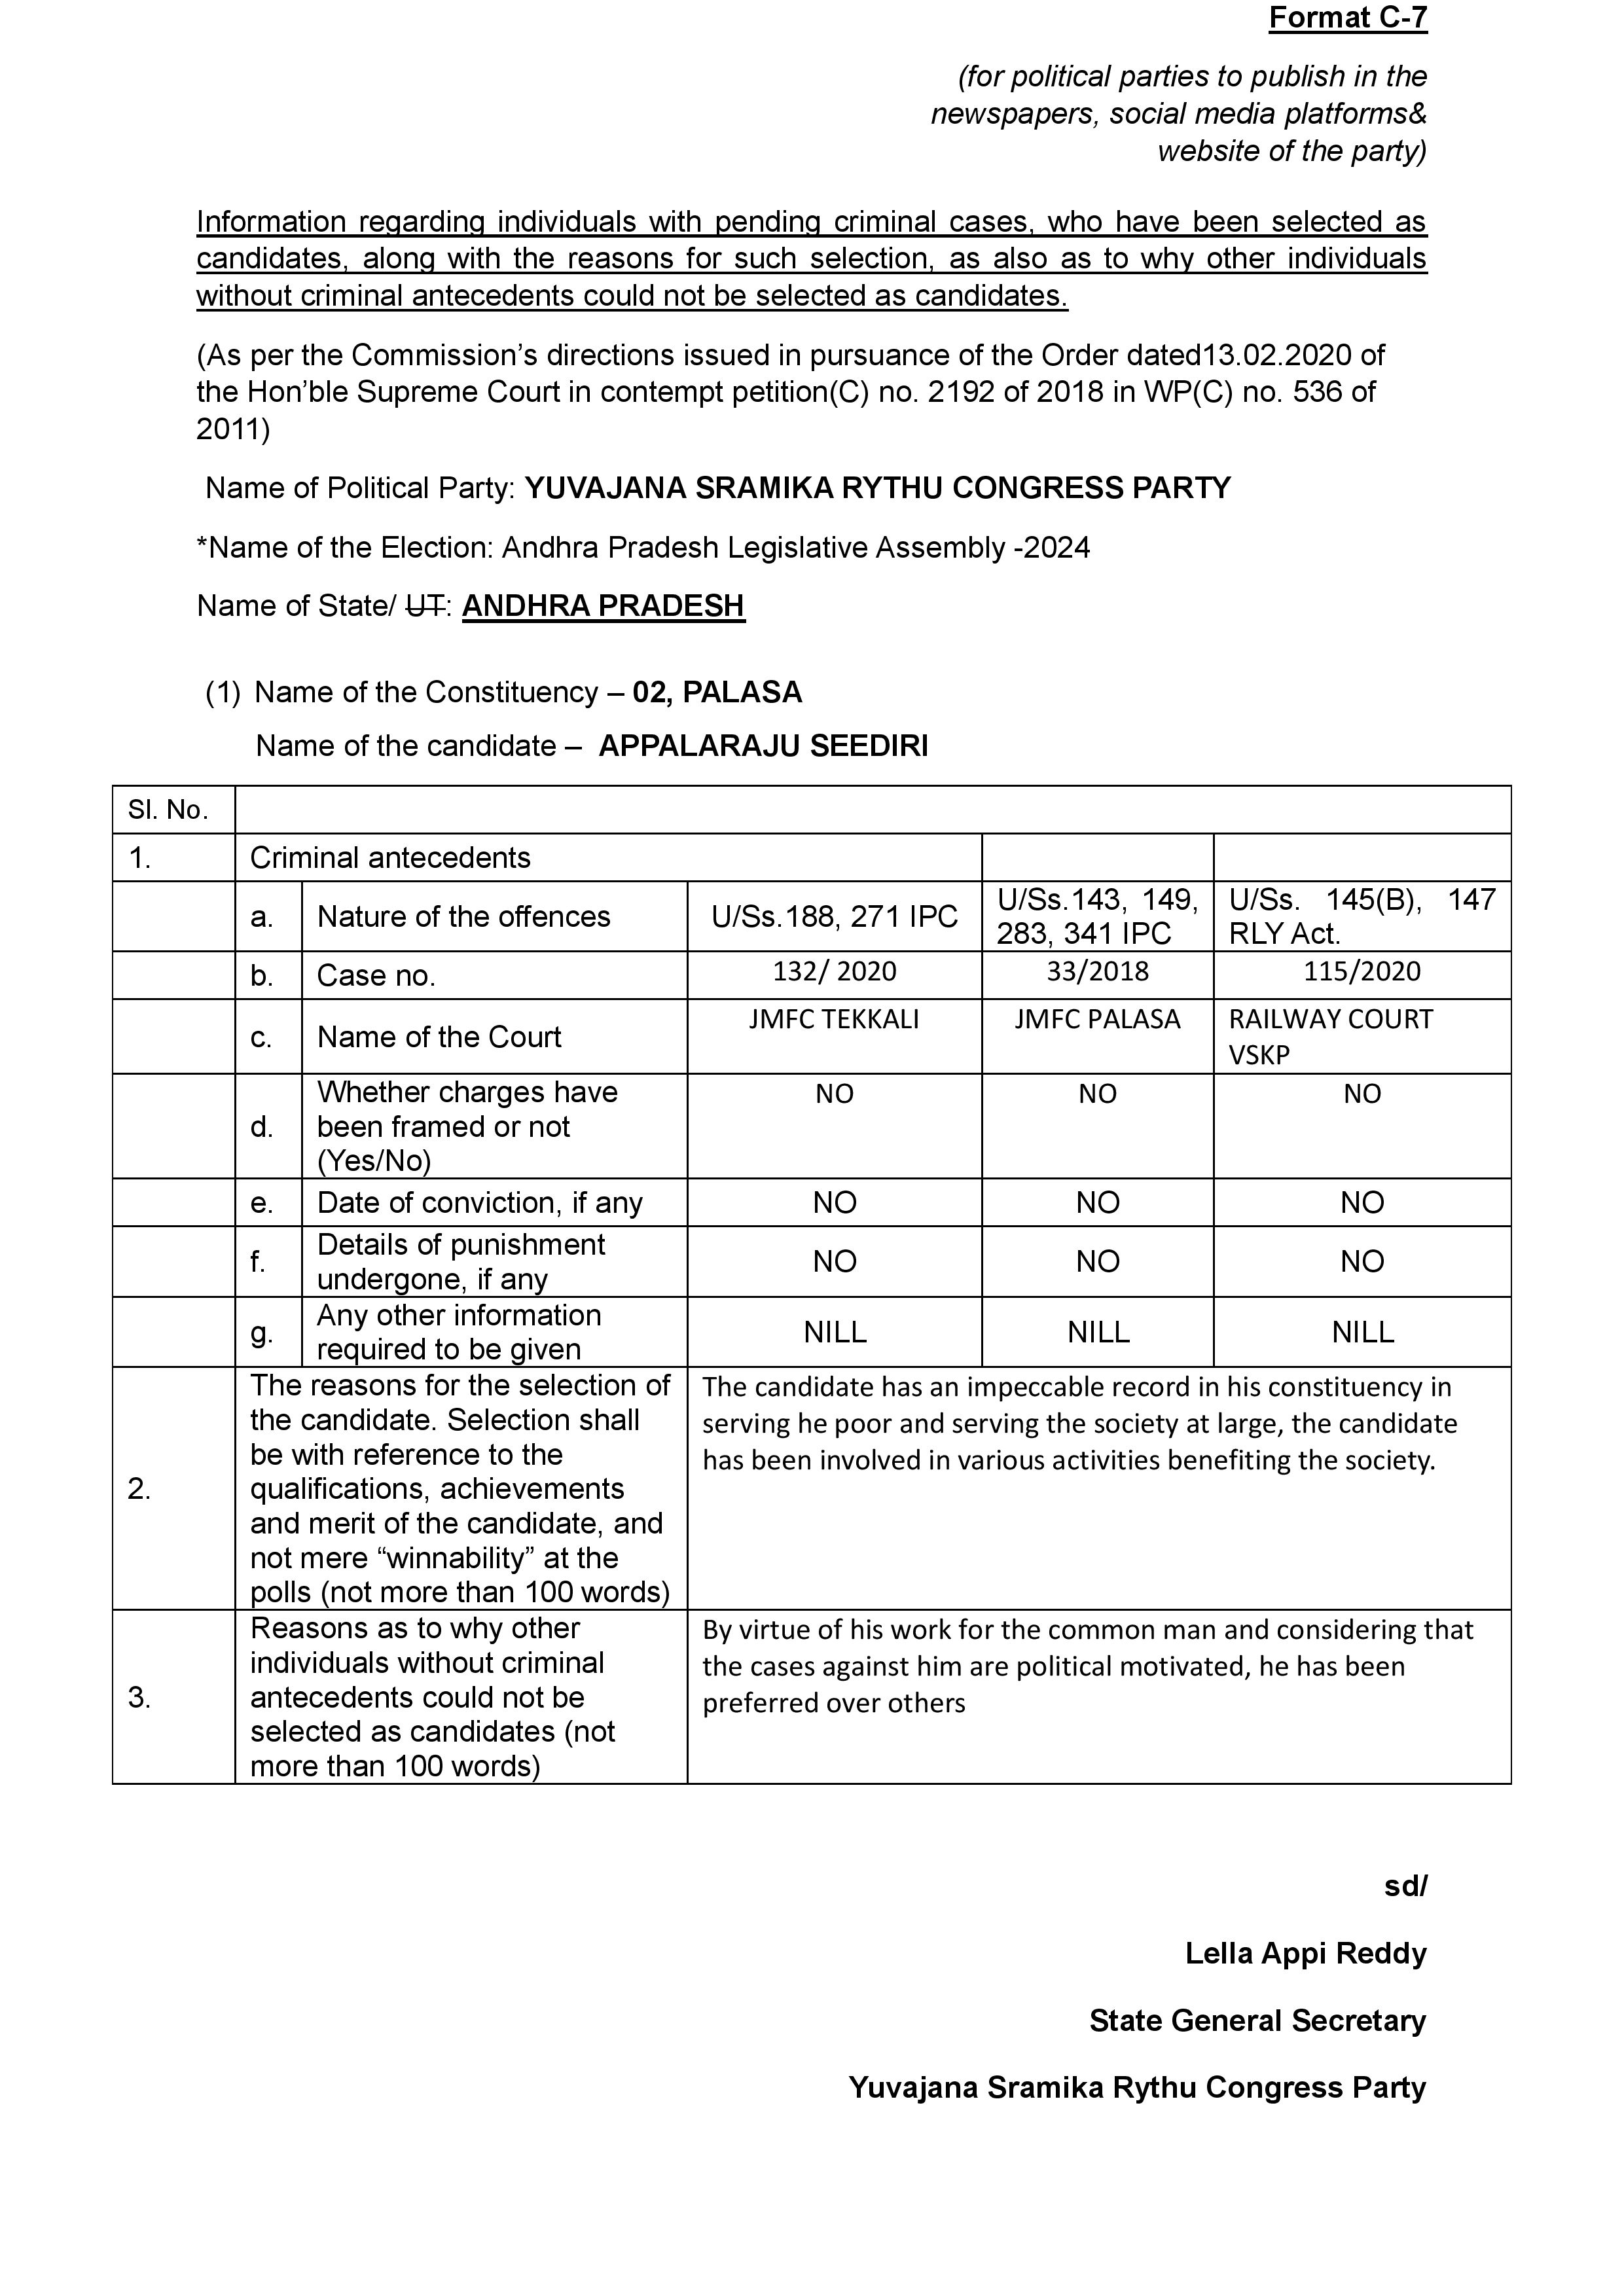 Format C-7
(for political parties to publish in the
newspapers, social media platforms&
website of the party)
Information regarding individuals with pending criminal cases, who have been selected as
candidates, along with the reasons for such selection, as also as to why other individuals
without criminal antecedents could not be selected as candidates.
(As per the Commission’s directions issued in pursuance of the Order dated13.02.2020 of
the Hon’ble Supreme Court in contempt petition(C) no. 2192 of 2018 in WP(C) no. 536 of
2011)
Name of Political Party: YUVAJANA SRAMIKA RYTHU CONGRESS PARTY
*Name of the Election: Andhra Pradesh Legislative Assembly -2024
Name of State/ UT: ANDHRA PRADESH
(1) Name of the Constituency – 02, PALASA
Name of the candidate – APPALARAJU SEEDIRI
Sl. No.
1. Criminal antecedents
a. Nature of the offences U/Ss.188, 271 IPC U/Ss.143, 149, U/Ss. 145(B), 147
283, 341 IPC RLY Act.
b. Case no. 132/ 2020 33/2018 115/2020
c. Name of the Court JMFC TEKKALI JMFC PALASA RAILWAY COURT
VSKP
d. Whether charges have NO NO NO
been framed or not
(Yes/No)
e. Date of conviction, if any NO NO NO
f. Details of punishment NO NO NO
undergone, if any
g. Any other information NILL NILL NILL
required to be given
2. The reasons for the selection of
the candidate. Selection shall
be with reference to the
qualifications, achievements
and merit of the candidate, and
not mere “winnability” at the
polls (not more than 100 words)
The candidate has an impeccable record in his constituency in
serving he poor and serving the society at large, the candidate
has been involved in various activities benefiting the society.
3. Reasons as to why other
individuals without criminal
antecedents could not be
selected as candidates (not
more than 100 words)
By virtue of his work for the common man and considering that
the cases against him are political motivated, he has been
preferred over others
sd/
Lella Appi Reddy
State General Secretary
Yuvajana Sramika Rythu Congress Party